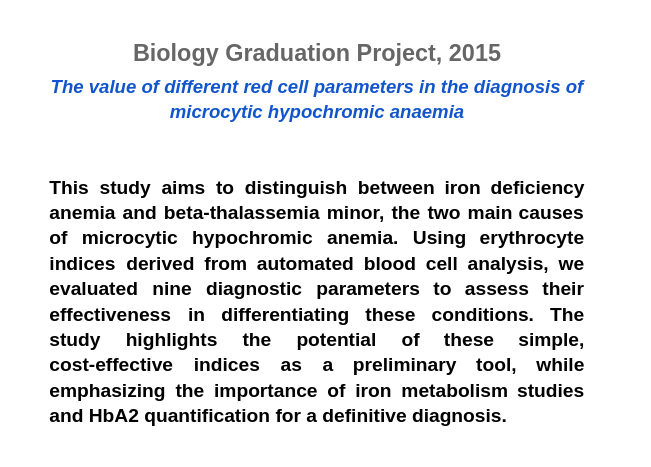 Biology Graduation Project, 2015
The value of different red cell parameters in the diagnosis of
microcytic hypochromic anaemia
This study aims to distinguish between iron deficiency
anemia and beta-thalassemia minor, the two main causes
of microcytic hypochromic anemia. Using erythrocyte
indices derived from automated blood cell analysis, we
evaluated nine diagnostic parameters to assess their
effectiveness in differentiating these conditions. The
study highlights the potential of these simple,
cost-effective indices as a preliminary tool, while
emphasizing the importance of iron metabolism studies
and HbA2 quantification for a definitive diagnosis.